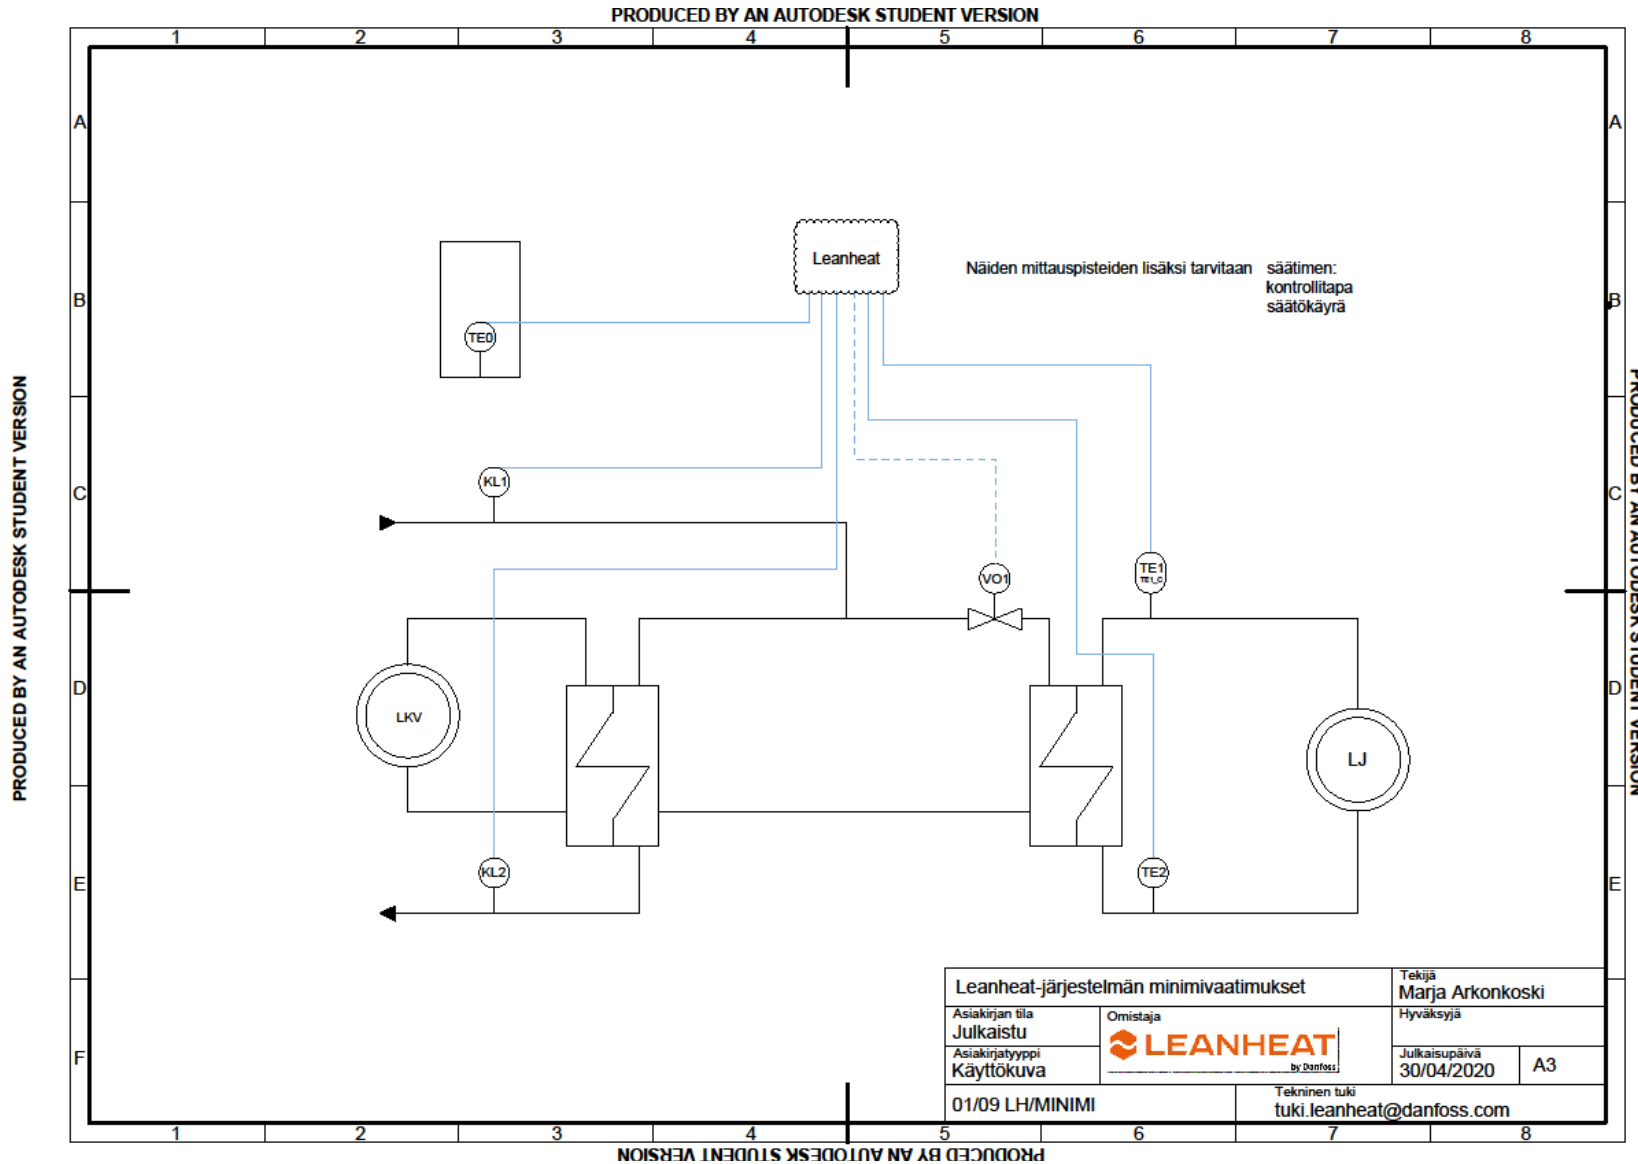 PRODUCED BY AN AUTODESK STUDENT VERSION
1 2 3 4 5 6 7 8
A A
Leanheat
Näiden mittauspisteiden lisäksi tarvitaan säätimen:
kontrollitapa
säätökäyrä
B B
TE0
PRODUCED BY AN AUTODESK STUDENT VERSION
PRODUCED BY AN AUTODESK STUDENT VERSION
KL1
C C
VO1
TE1
TE1_C
D D
LKV
LJ
KL2
TE2
E E
Leanheat-järjestelmän minimivaatimukset
Tekijä
Marja Arkonkoski
Asiakirjan tila
Julkaistu
Omistaja
LEANHEAT
by Danfoss
Hyväksyjä
Asiakirjatyyppi
Käyttökuva
Julkaisupäivä
30/04/2020
A3
F
01/09 LH/MINIMI
Tekninen tuki
tuki.leanheat@danfoss.com
1 2 3 4 5 6 7 8
PRODUCED BY AN AUTODESK STUDENT VERSION